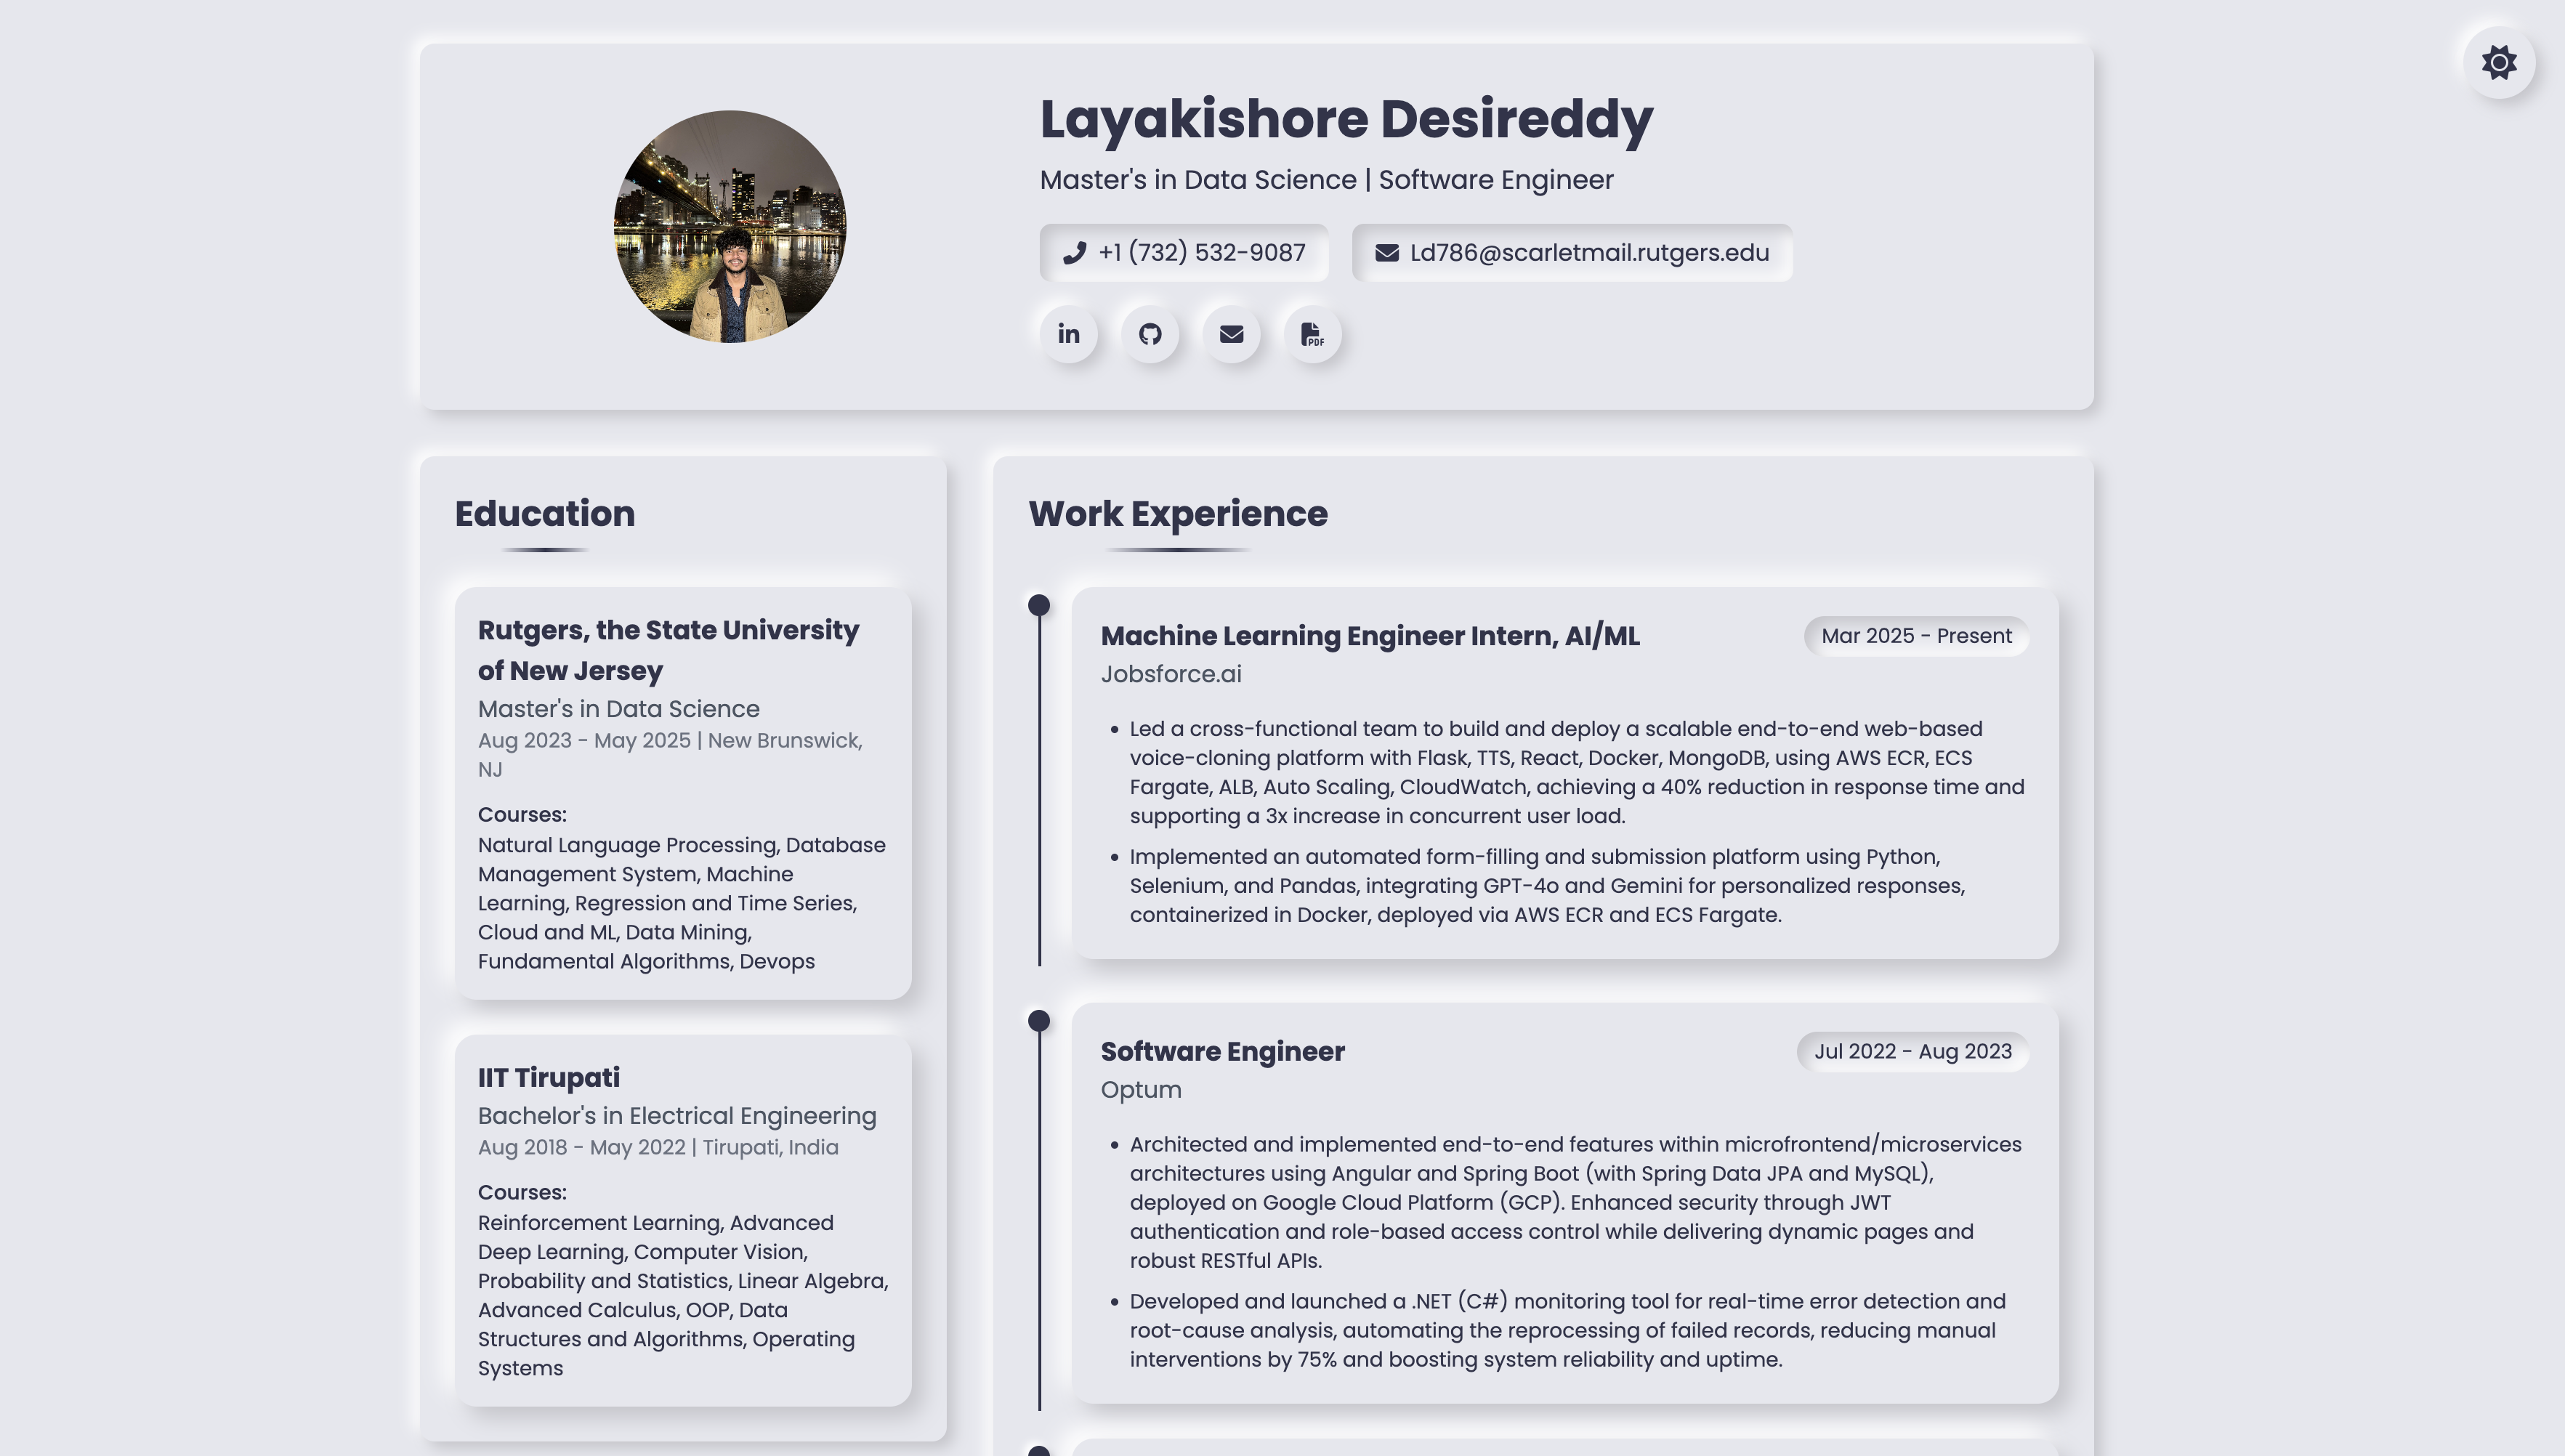 Layakishore Desireddy
Master's in Data Science | Software Engineer
+1 (732) 532-9087
Ld786@scarletmail.rutgers.edu
in
PDF
Education
Rutgers, the State University
of New Jersey
Master's in Data Science
Aug 2023 - May 2025 | New Brunswick,
NJ
Courses:
Natural Language Processing, Database
Management System, Machine
Learning, Regression and Time Series,
Cloud and ML, Data Mining,
Fundamental Algorithms, Devops
IIT Tirupati
Bachelor's in Electrical Engineering
Aug 2018 - May 2022 | Tirupati, India
Courses:
Reinforcement Learning, Advanced
Deep Learning, Computer Vision,
Probability and Statistics, Linear Algebra,
Advanced Calculus, OOP, Data
Structures and Algorithms, Operating
Systems
Work Experience
Machine Learning Engineer Intern, AI/ML
Mar 2025 - Present
Jobsforce.ai
• Led a cross-functional team to build and deploy a scalable end-to-end web-based
voice-cloning platform with Flask, TTS, React, Docker, MongoDB, using AWS ECR, ECS
Fargate, ALB, Auto Scaling, CloudWatch, achieving a 40% reduction in response time and
supporting a 3x increase in concurrent user load.
• Implemented an automated form-filling and submission platform using Python,
Selenium, and Pandas, integrating GPT-4o and Gemini for personalized responses,
containerized in Docker, deployed via AWS ECR and ECS Fargate.
Software Engineer
Jul 2022 - Aug 2023
Optum
• Architected and implemented end-to-end features within microfrontend/microservices
architectures using Angular and Spring Boot (with Spring Data JPA and MySQL),
deployed on Google Cloud Platform (GCP). Enhanced security through JWT
authentication and role-based access control while delivering dynamic pages and
robust RESTful APIs.
• Developed and launched a .NET (C#) monitoring tool for real-time error detection and
root-cause analysis, automating the reprocessing of failed records, reducing manual
interventions by 75% and boosting system reliability and uptime.